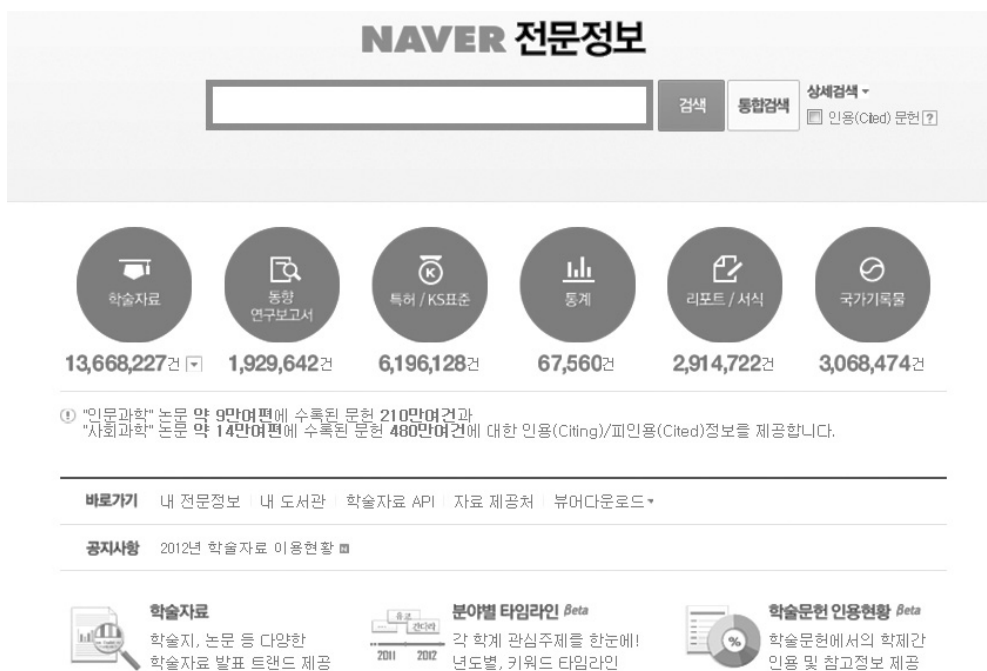 NAVER 전문정보
검색 통합검색 상세검색
인용(Cited) 문헌 ?
학술자료 동향 연구보고서 특허 / KS표준 통계 리포트 / 서식 국가기록물
13,668,227건 1,929,642건 6,196,128건 67,560건 2,914,722건 3,068,474건
"인문과학" 논문 약 9만여편에 수록된 문헌 210만여건과
"사회과학" 논문 약 14만여편에 수록된 문헌 480만여건에 대한 인용(Citing)/피인용(Cited)정보를 제공합니다.
바로가기 내 전문정보 내 도서관 학술자료 API 자료 제공처 뷰어다운로드
공지사항 2012년 학술자료 이용현황
학술자료 분야별 타임라인 Beta 학술문헌 인용현황 Beta
학술지, 논문 등 다양한 각 학계 관심주제를 한눈에! 학술문헌에서의 학제간
학술자료 발표 트랜드 제공 2011 2012 년도별, 키워드 타임라인 % 인용 및 참고정보 제공